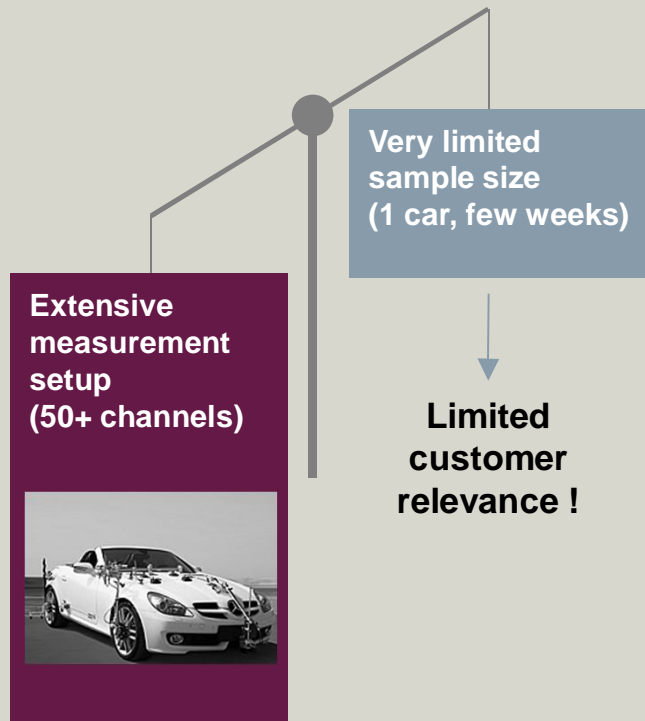 Very limited
sample size
(1 car, few weeks)
Extensive
measurement
setup
(50+ channels)
Limited
customer
relevance !